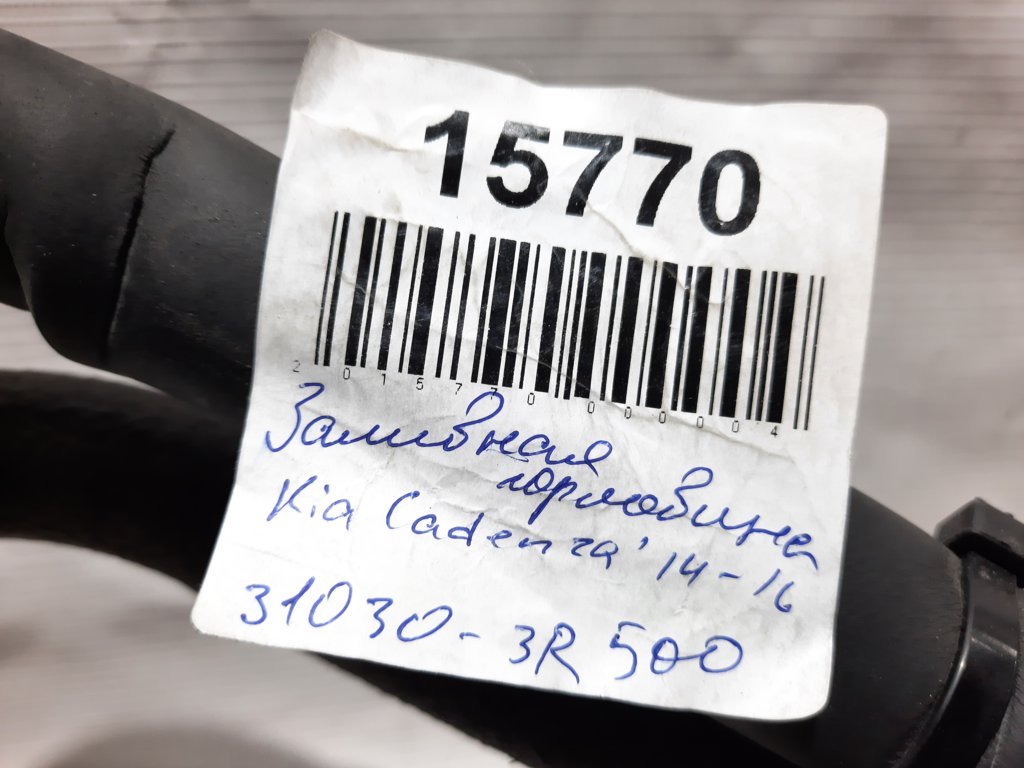 15770
2015770000004
Заливная
горловина
Kia Cadenza '14-16
31030-3R500